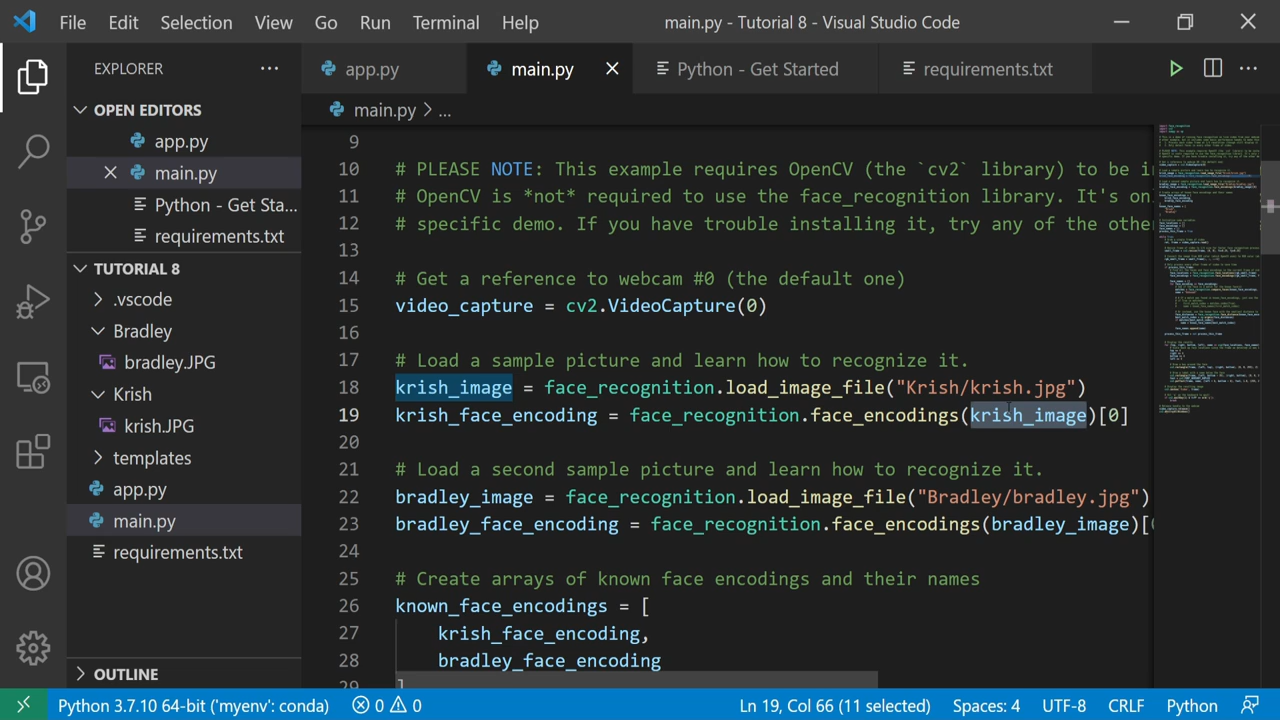 File Edit Selection View Go Run Terminal Help main.py - Tutorial 8 - Visual Studio Code
EXPLORER
OPEN EDITORS
app.py
main.py
Python - Get Sta...
requirements.txt
TUTORIAL 8
.vscode
Bradley
bradley.JPG
Krish
krish.JPG
templates
app.py
main.py
requirements.txt
OUTLINE
app.py main.py Python - Get Started requirements.txt
main.py > ...
9
10 # PLEASE NOTE: This example requires OpenCV (the `cv2` library) to be i
11 # OpenCV is *not* required to use the face_recognition library. It's on
12 # specific demo. If you have trouble installing it, try any of the othe
13
14 # Get a reference to webcam #0 (the default one)
15 video_capture = cv2.VideoCapture(0)
16
17 # Load a sample picture and learn how to recognize it.
18 krish_image = face_recognition.load_image_file("Krish/krish.jpg")
19 krish_face_encoding = face_recognition.face_encodings(krish_image)[0]
20
21 # Load a second sample picture and learn how to recognize it.
22 bradley_image = face_recognition.load_image_file("Bradley/bradley.jpg")
23 bradley_face_encoding = face_recognition.face_encodings(bradley_image)[
24
25 # Create arrays of known face encodings and their names
26 known_face_encodings = [
27 krish_face_encoding,
28 bradley_face_encoding
29 ]
Python 3.7.10 64-bit ('myenv': conda) 0 0 Ln 19, Col 66 (11 selected) Spaces: 4 UTF-8 CRLF Python